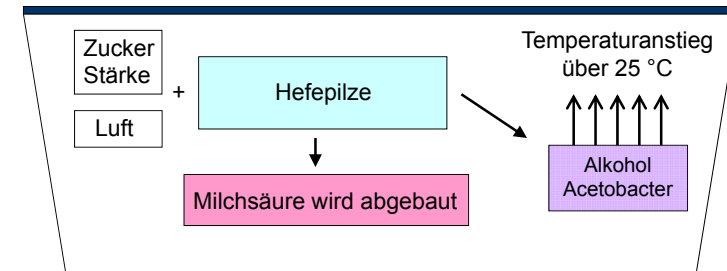 Zucker
Stärke
Luft
+
Hefepilze
Milchsäure wird abgebaut
Temperaturanstieg
über 25 °C
Alkohol
Acetobacter